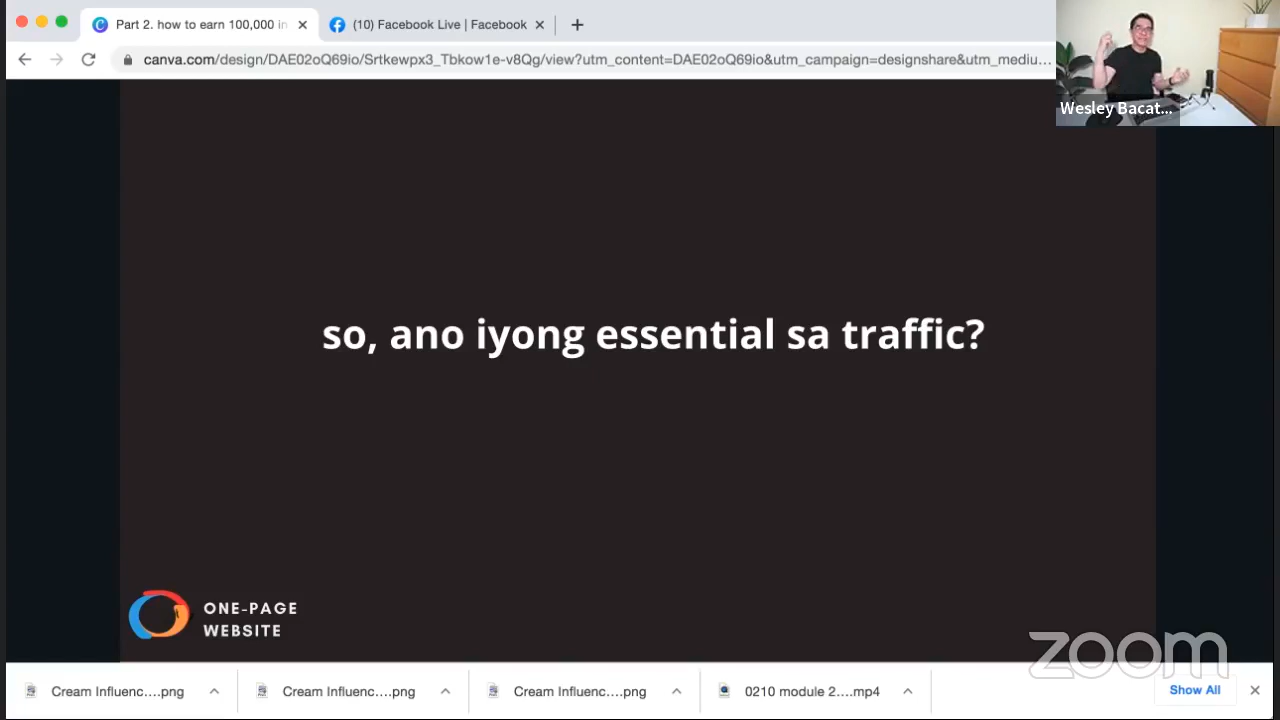 Part 2. how to earn 100,000 in
(10) Facebook Live | Facebook
canva.com/design/DAE02oQ69io/Srtkewpx3_Tbkow1e-v8Qg/view?utm_content=DAE02oQ69io&utm_campaign=designshare&utm_mediu...
Wesley Bacat...
so, ano iyong essential sa traffic?
ONE-PAGE
WEBSITE
zoom
Cream Influenc....png
Cream Influenc....png
Cream Influenc....png
0210 module 2....mp4
Show All